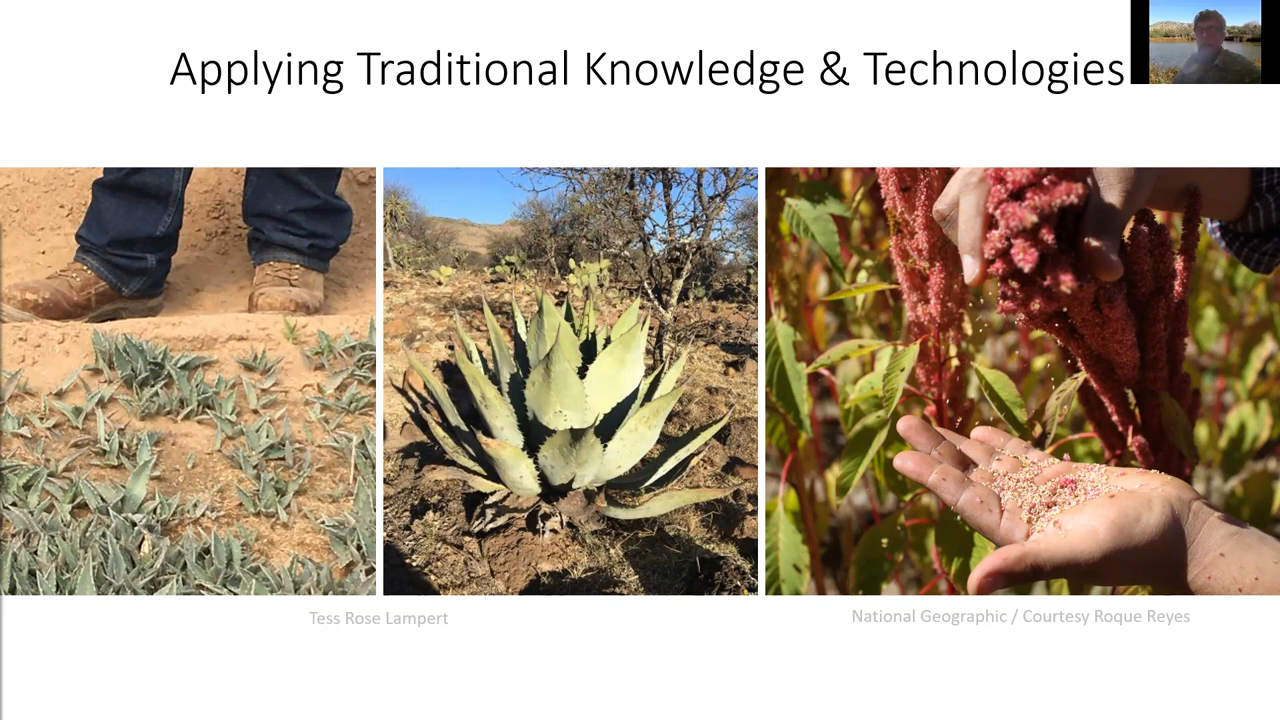 Applying Traditional Knowledge & Technologies
Tess Rose Lampert
National Geographic / Courtesy Roque Reyes